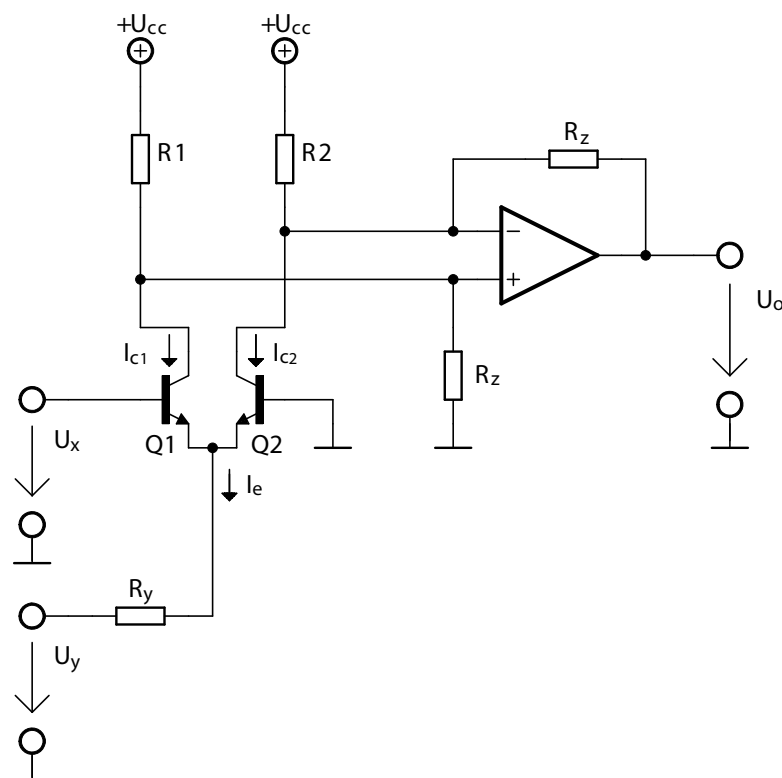 +Ucc +Ucc
R1 R2 Rz
−
+
Uo
Ic1 Ic2 Rz
Ux Q1 Q2
Ie
Ry
Uy